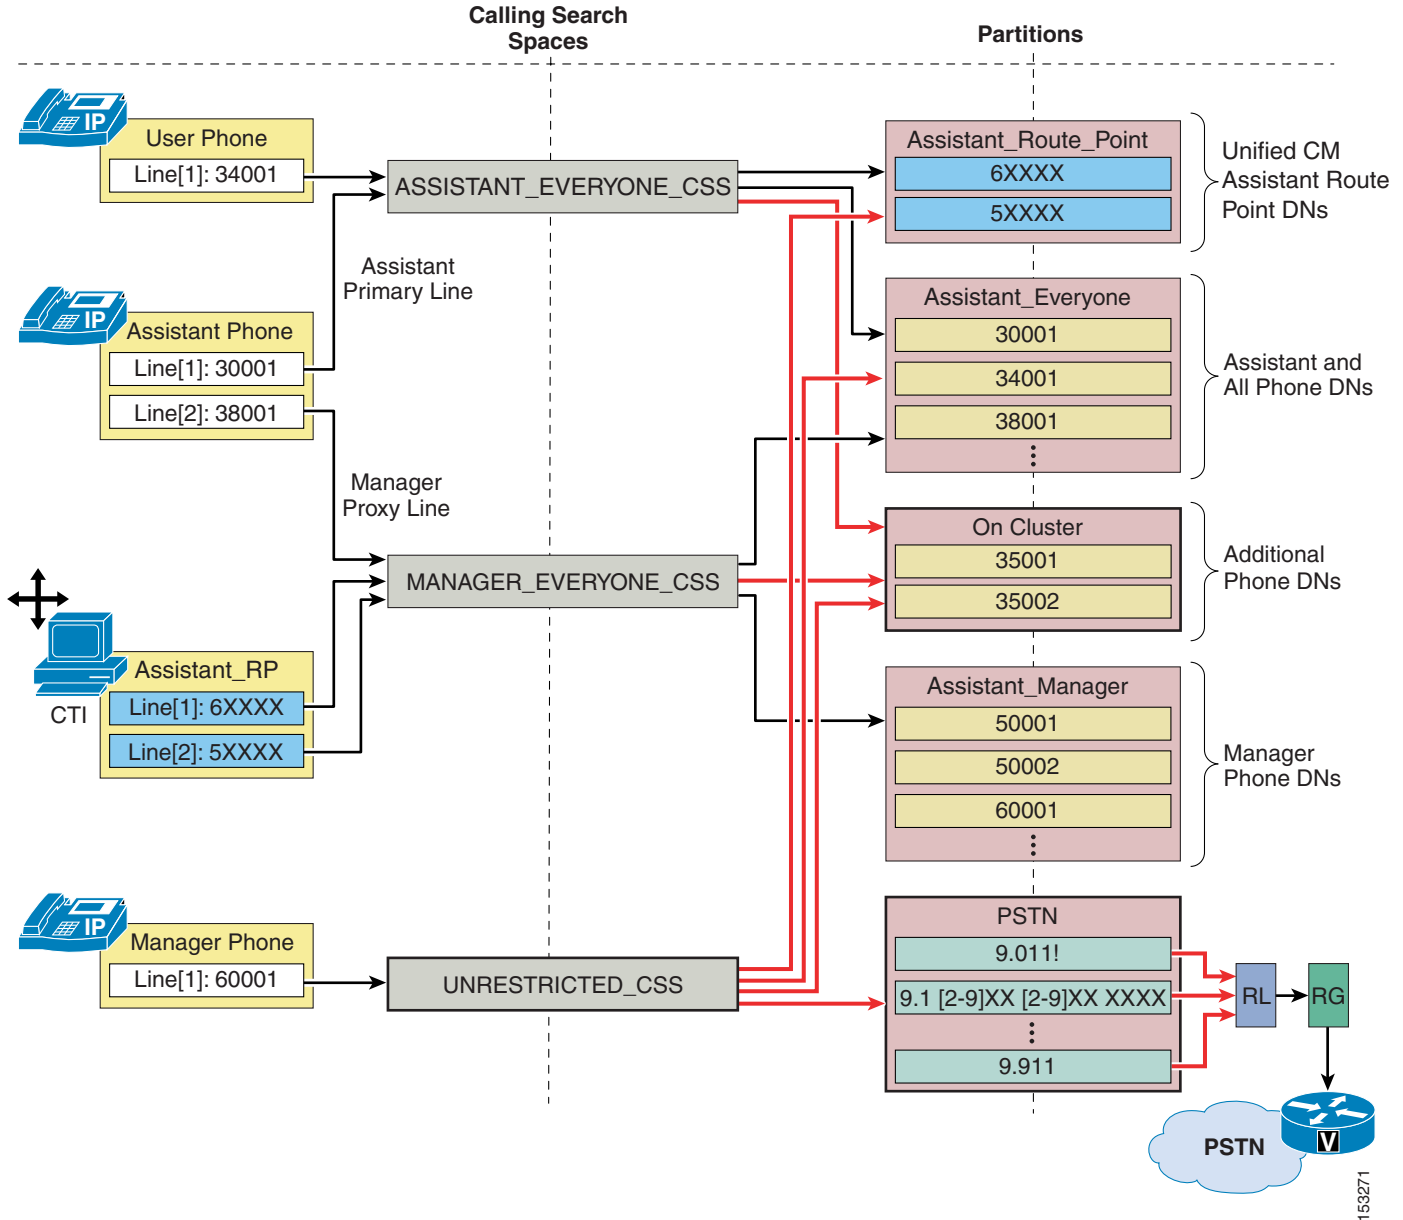 Calling Search
Spaces
Partitions
IP
User Phone
Line[1]: 34001
ASSISTANT_EVERYONE_CSS
Assistant_Route_Point
6XXXX
5XXXX
Unified CM
Assistant Route
Point DNs
Assistant
Primary Line
IP
Assistant Phone
Line[1]: 30001
Line[2]: 38001
Assistant_Everyone
30001
34001
38001
Assistant and
All Phone DNs
Manager
Proxy Line
MANAGER_EVERYONE_CSS
On Cluster
35001
35002
Additional
Phone DNs
CTI
Assistant_RP
Line[1]: 6XXXX
Line[2]: 5XXXX
Assistant_Manager
50001
50002
60001
Manager
Phone DNs
IP
Manager Phone
Line[1]: 60001
UNRESTRICTED_CSS
PSTN
9.011!
9.1 [2-9]XX [2-9]XX XXXX
9.911
RL
RG
PSTN
V
153271